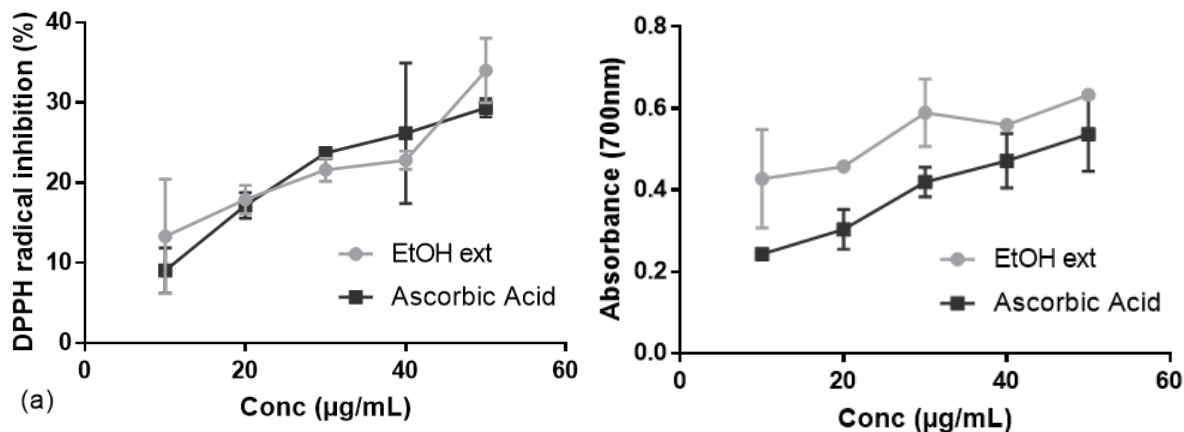 DPPH radical inhibition (%)
40
30
20
10
0
0
20
40
60
EtOH ext
Ascorbic Acid
Conc (µg/mL)
(a)
Absorbance (700nm)
0.8
0.6
0.4
0.2
0.0
0
20
40
60
EtOH ext
Ascorbic Acid
Conc (µg/mL)